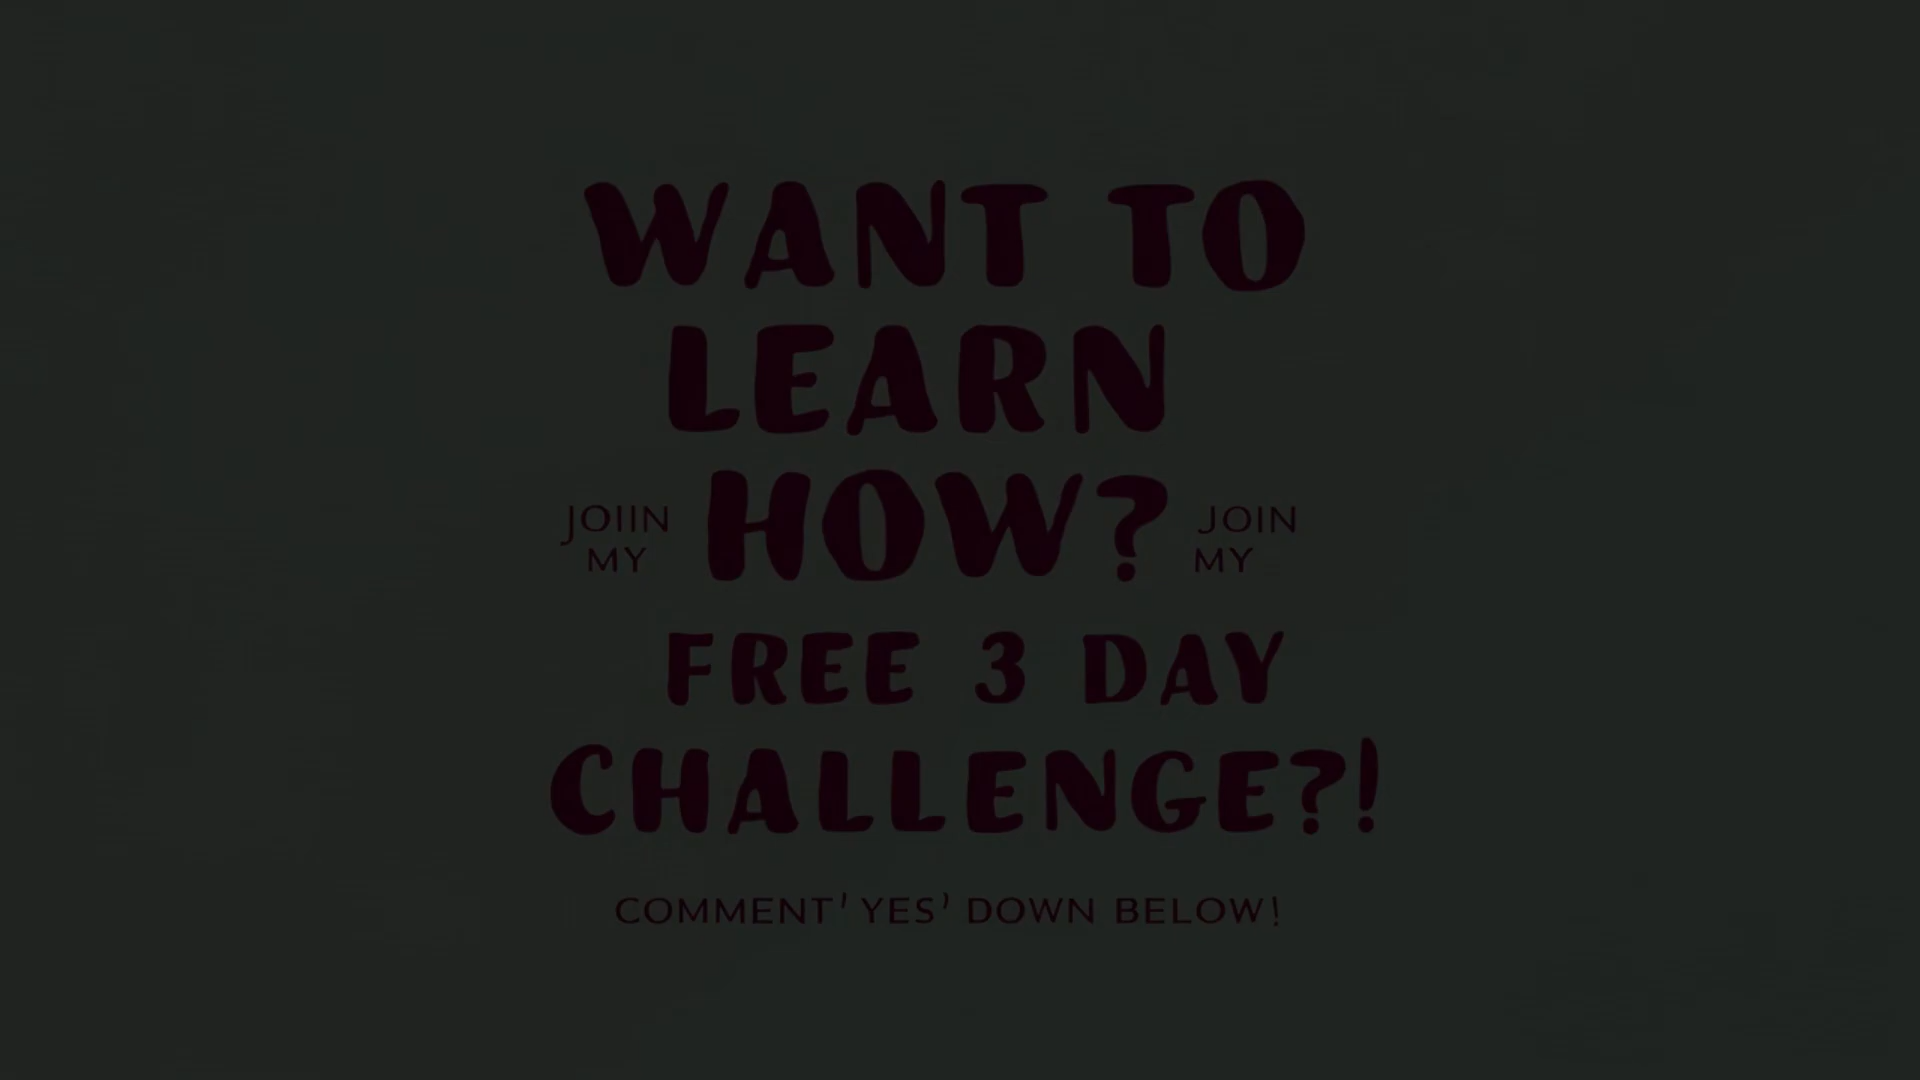 WANT TO
LEARN
JOIIN
MY
HOW?
JOIN
MY
FREE 3 DAY
CHALLENGE?!
COMMENT' YES' DOWN BELOW!